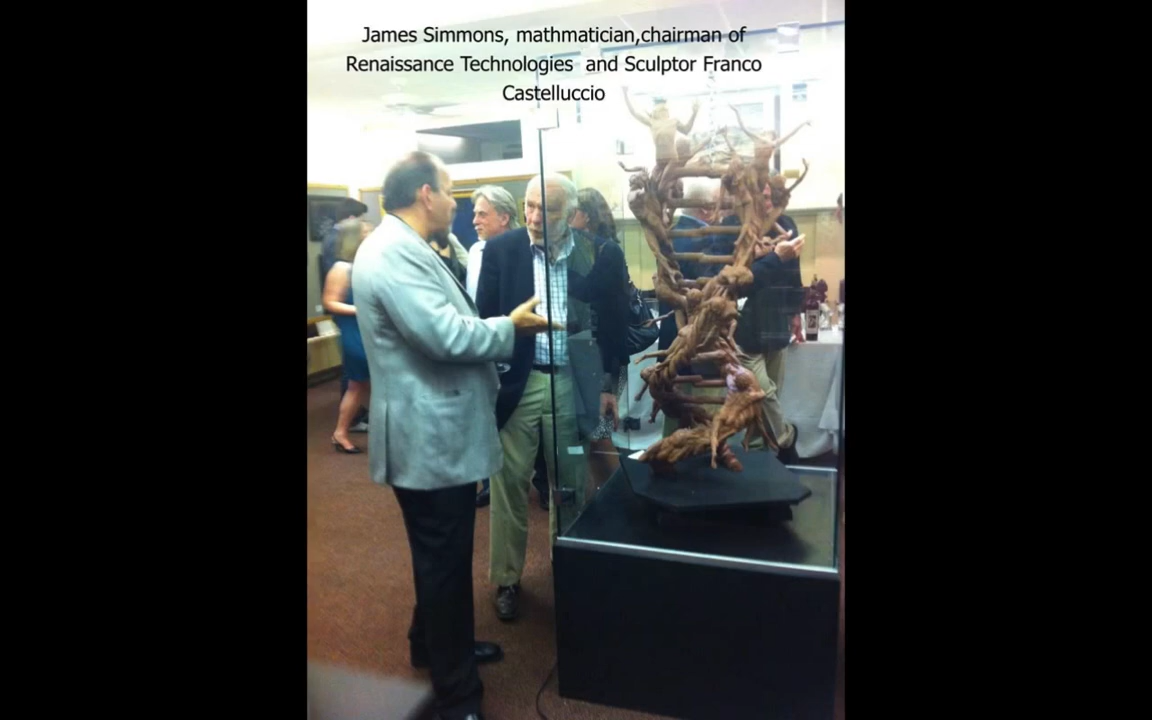 James Simmons, mathmatician,chairman of
Renaissance Technologies  and Sculptor Franco
Castelluccio